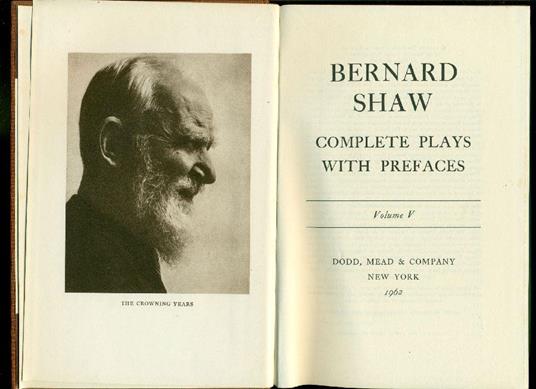 THE CROWNING YEARS
BERNARD
SHAW
COMPLETE PLAYS
WITH PREFACES
Volume V
DODD, MEAD & COMPANY
NEW YORK
1962